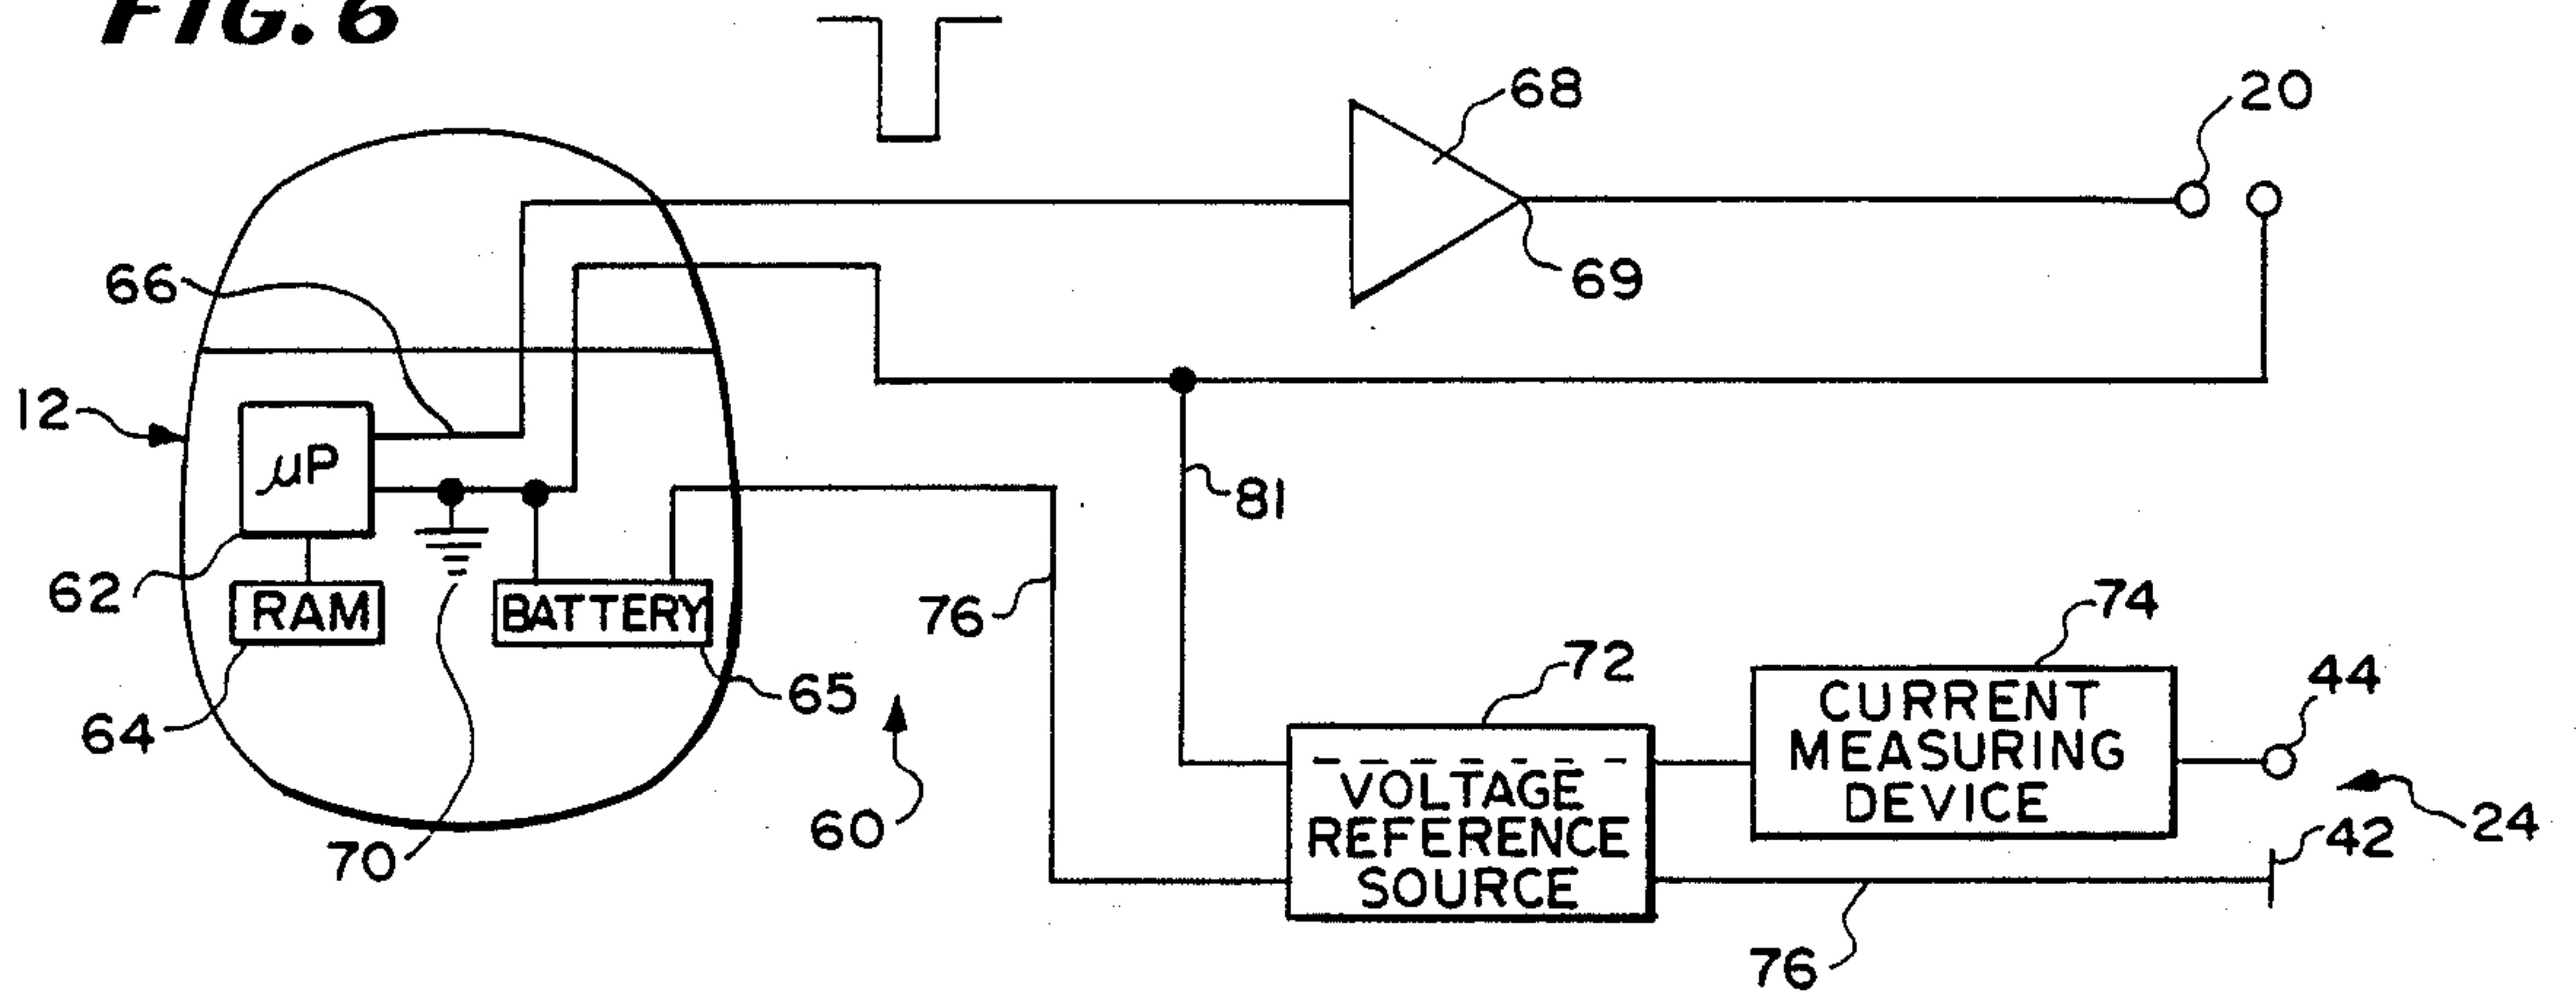 FIG. 6
68
20
69
66
12
μP
81
62
RAM
BATTERY
76
74
72
44
65
CURRENT
MEASURING
DEVICE
64
VOLTAGE
REFERENCE
SOURCE
60
24
42
70
76